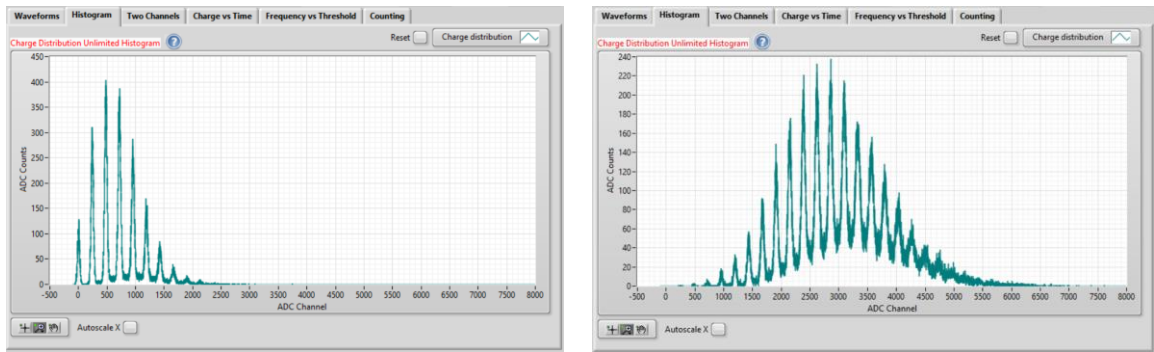 Waveforms Histogram Two Channels Charge vs Time Frequency vs Threshold Counting
Charge Distribution Unlimited Histogram ? Reset Charge distribution
450
400
350
300
250
200
150
100
50
0
ADC Counts
-500 0 500 1000 1500 2000 2500 3000 3500 4000 4500 5000 5500 6000 6500 7000 7500 8000
ADC Channel
Autoscale X
Waveforms Histogram Two Channels Charge vs Time Frequency vs Threshold Counting
Charge Distribution Unlimited Histogram ? Reset Charge distribution
240
220
200
180
160
140
120
100
80
60
40
20
0
ADC Counts
-500 0 500 1000 1500 2000 2500 3000 3500 4000 4500 5000 5500 6000 6500 7000 7500 8000
ADC Channel
Autoscale X